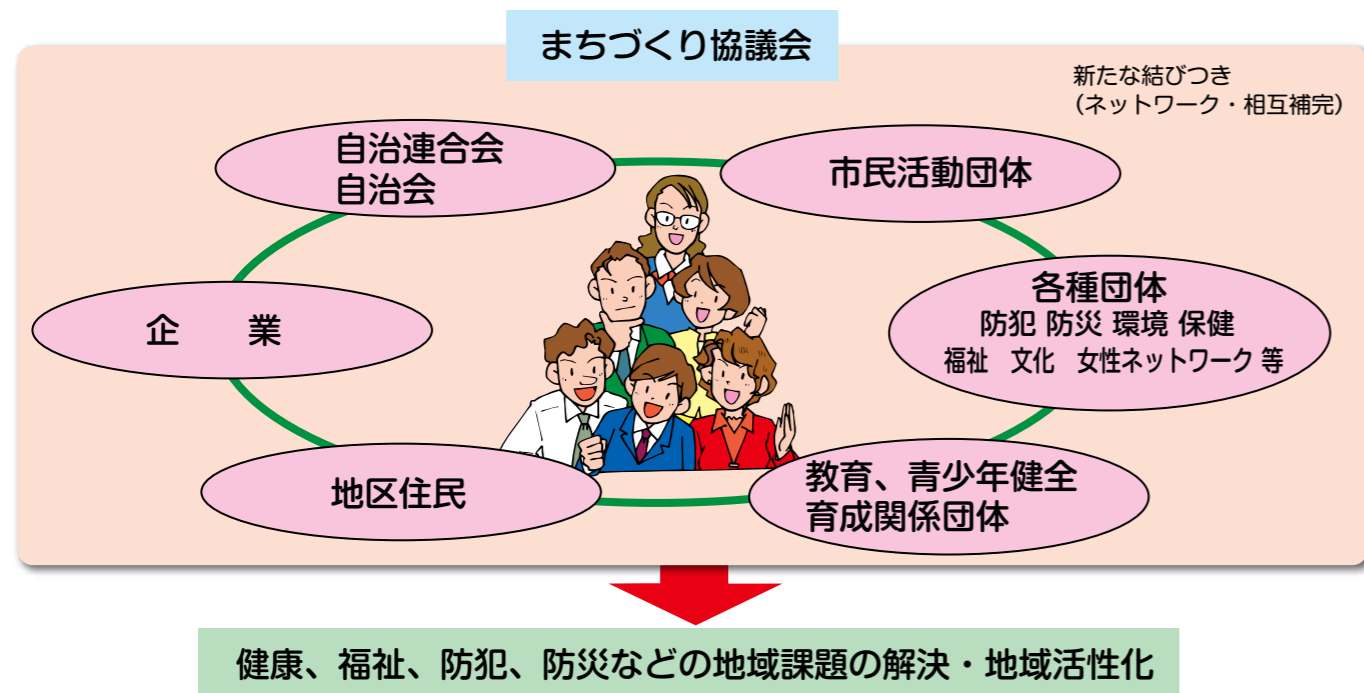 まちづくり協議会
新たな結びつき
（ネットワーク・相互補完）
自治連合会
自治会
市民活動団体
企　業
各種団体
防犯 防災 環境 保健
福祉　文化　女性ネットワーク 等
地区住民
教育、青少年健全
育成関係団体
健康、福祉、防犯、防災などの地域課題の解決・地域活性化